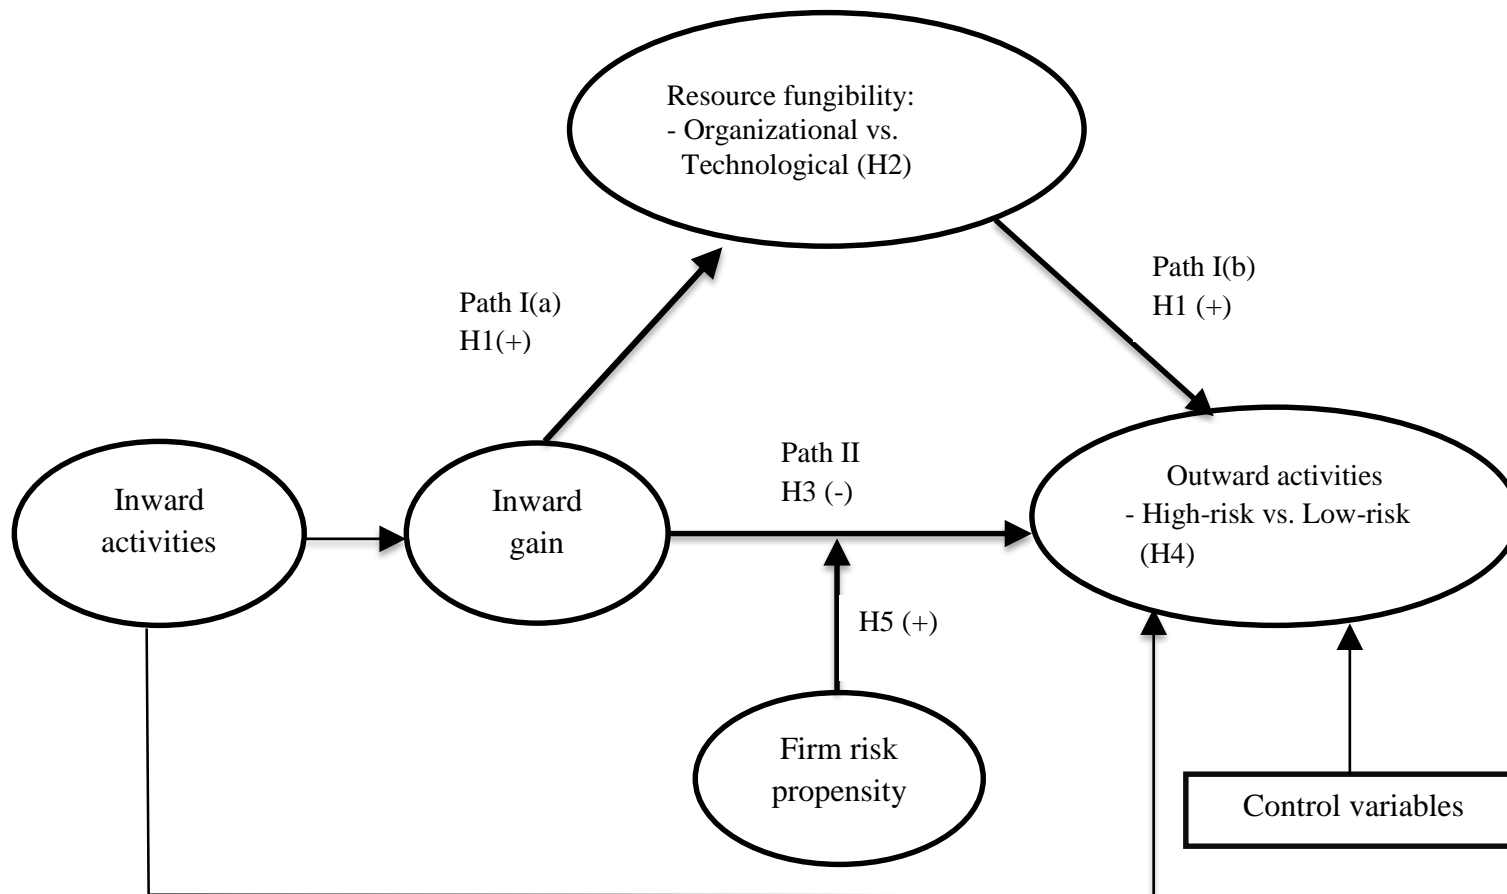 Resource fungibility:
- Organizational vs.
Technological (H2)
Path I(a)
H1(+)
Path I(b)
H1 (+)
Path II
H3 (-)
Inward
activities
Inward
gain
Outward activities
- High-risk vs. Low-risk
(H4)
H5 (+)
Firm risk
propensity
Control variables